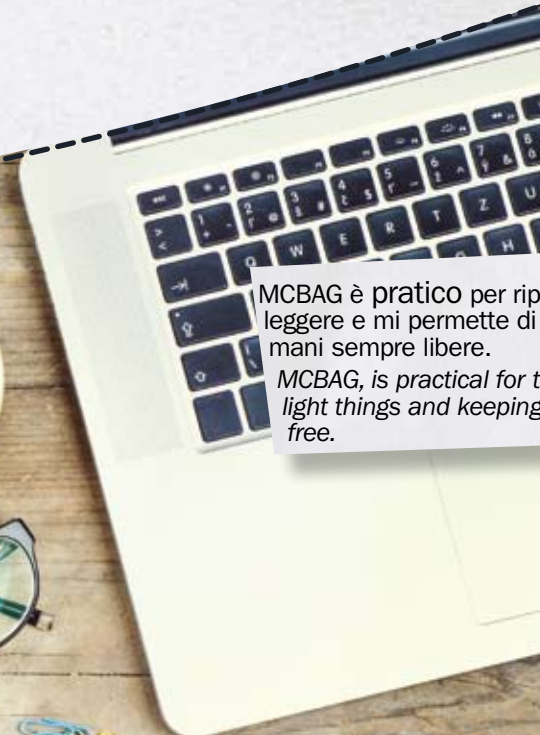 MCBAG è pratico per rip
leggere e mi permette di
mani sempre libere.
MCBAG, is practical for t
light things and keeping
free.
Q W E R T Z U
H